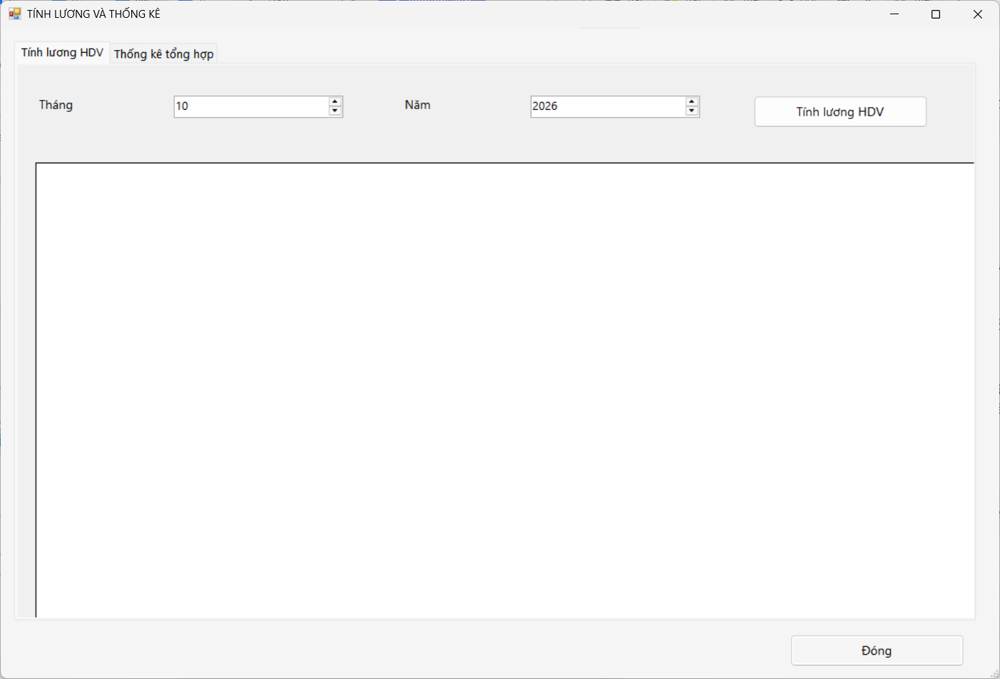 TÍNH LƯƠNG VÀ THỐNG KÊ
Tính lương HDV
Thống kê tổng hợp
Tháng
10
Năm
2026
Tính lương HDV
Đóng